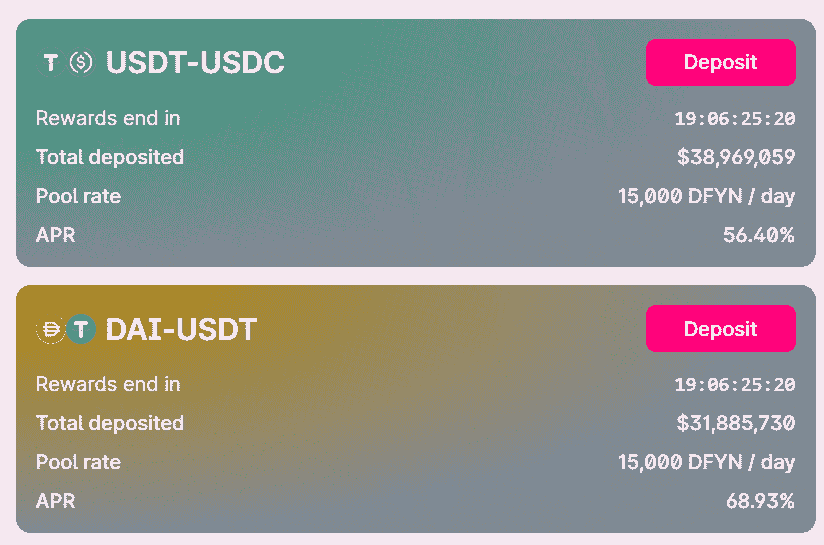 USDT-USDC Deposit
Rewards end in 19:06:25:20
Total deposited $38,969,059
Pool rate 15,000 DFYN / day
APR 56.40%
DAI-USDT Deposit
Rewards end in 19:06:25:20
Total deposited $31,885,730
Pool rate 15,000 DFYN / day
APR 68.93%